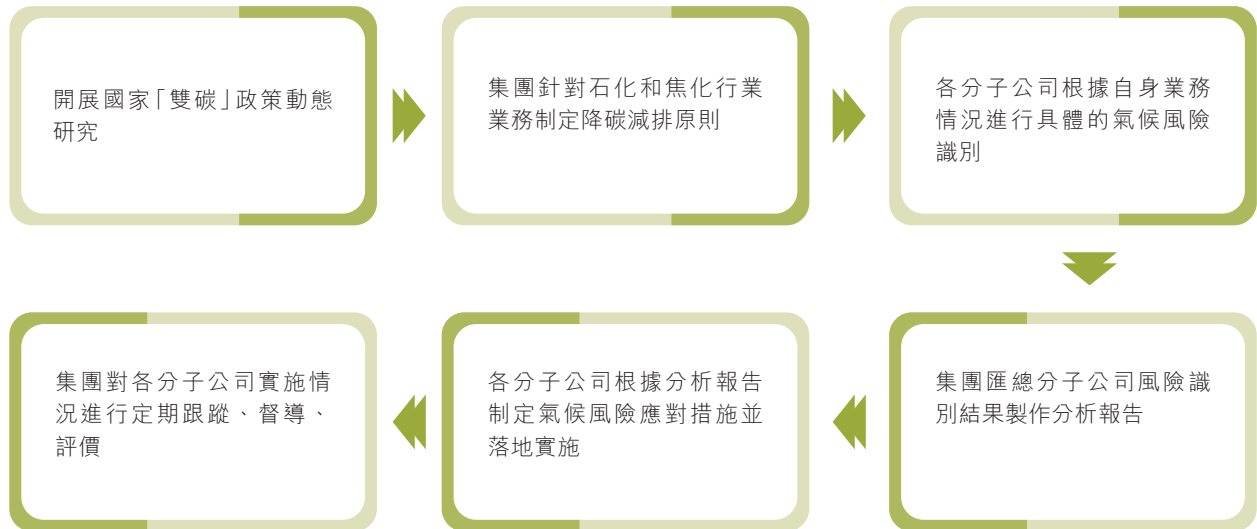 開展國家「雙碳」政策動態
研究
集團針對石化和焦化行業
業務制定降碳減排原則
各分子公司根據自身業務
情況進行具體的氣候風險
識別
集團匯總分子公司風險識
別結果製作分析報告
各分子公司根據分析報告
制定氣候風險應對措施並
落地實施
集團對各分子公司實施情
況進行定期跟蹤、督導、
評價